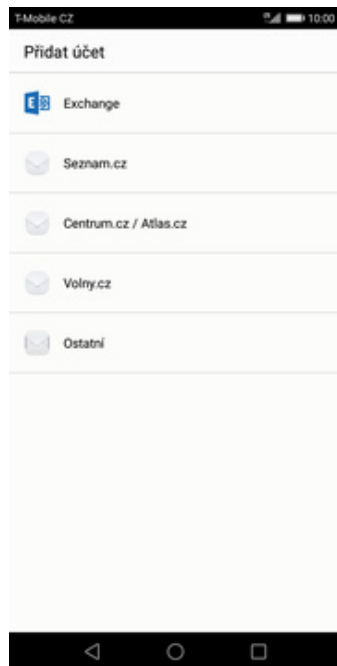 T-Mobile CZ 10:00
Přidat účet
Exchange
Seznam.cz
Centrum.cz / Atlas.cz
Volny.cz
Ostatní